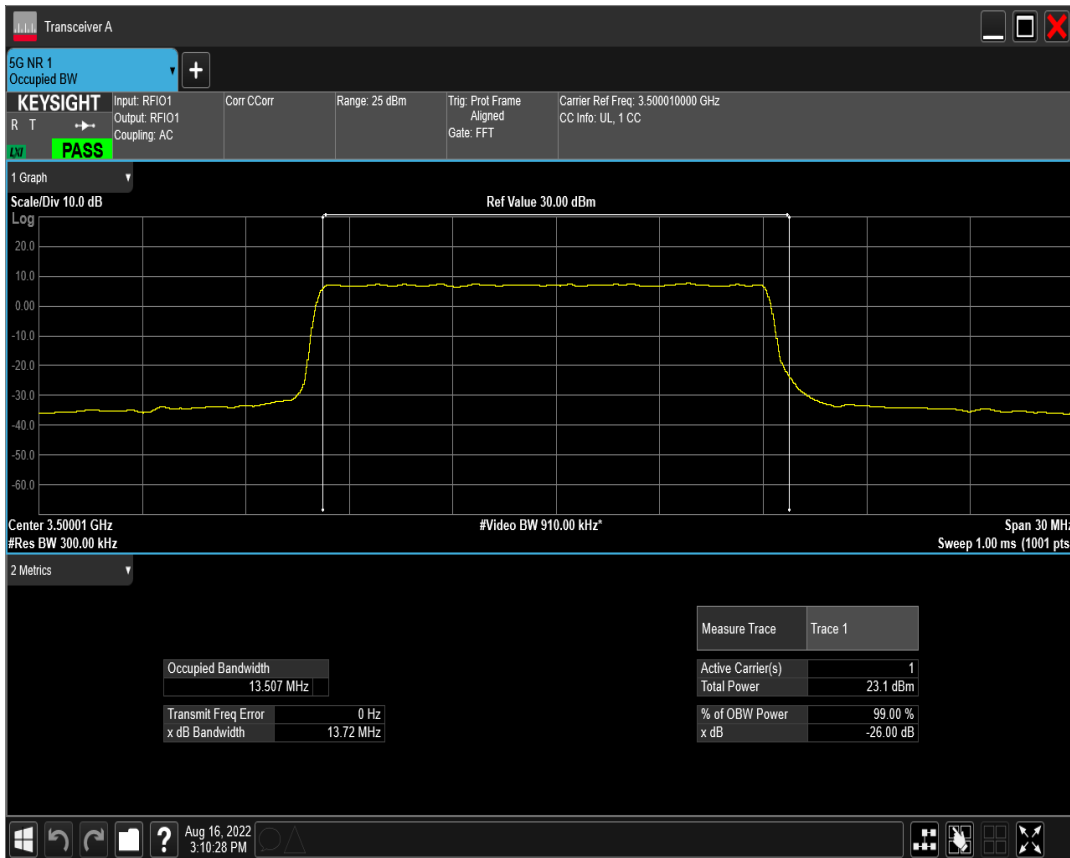 Transceiver A
5G NR 1
Occupied BW
+
KEYSIGHT
R T
LXI
PASS
Input: RFIO1
Output: RFIO1
Coupling: AC
Corr CCorr
Range: 25 dBm
Trig: Prot Frame
Aligned
Gate: FFT
Carrier Ref Freq: 3.500010000 GHz
CC Info: UL, 1 CC
1 Graph
Scale/Div 10.0 dB
Ref Value 30.00 dBm
Log
20.0
10.0
0.00
-10.0
-20.0
-30.0
-40.0
-50.0
-60.0
Center 3.50001 GHz
#Video BW 910.00 kHz*
Span 30 MHz
#Res BW 300.00 kHz
Sweep 1.00 ms (1001 pts
2 Metrics
Measure Trace Trace 1
Occupied Bandwidth
13.507 MHz
Active Carrier(s) 1
Total Power 23.1 dBm
Transmit Freq Error 0 Hz
x dB Bandwidth 13.72 MHz
% of OBW Power 99.00 %
x dB -26.00 dB
?
Aug 16, 2022
3:10:28 PM